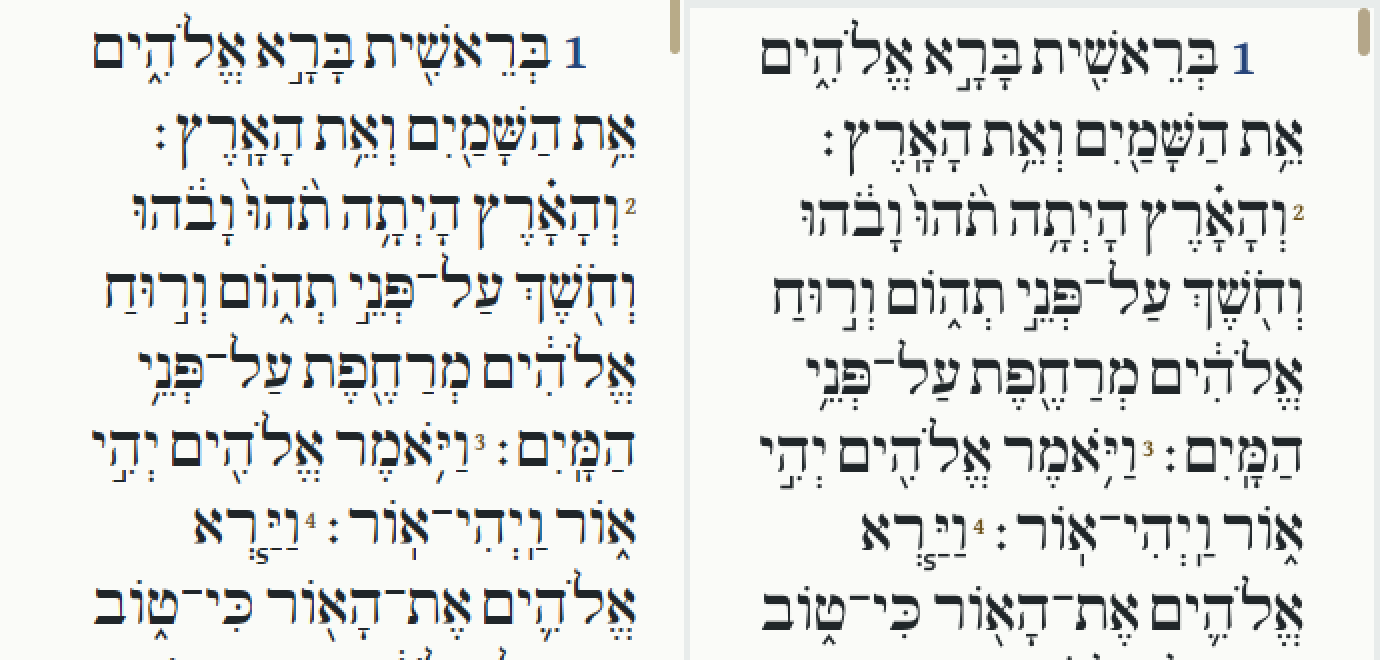 1 בְּרֵאשִׁ֖ית בָּרָ֣א אֱלֹהִ֑ים
אֵ֥ת הַשָּׁמַ֖יִם וְאֵ֥ת הָאָֽרֶץ׃
2 וְהָאָ֗רֶץ הָיְתָ֥ה תֹ֙הוּ֙ וָבֹ֔הוּ
וְחֹ֖שֶׁךְ עַל־פְּנֵ֣י תְה֑וֹם וְר֣וּחַ
אֱלֹהִ֔ים מְרַחֶ֖פֶת עַל־פְּנֵ֥י
הַמָּֽיִם׃ 3 וַיֹּ֥אמֶר אֱלֹהִ֖ים יְהִ֣י
א֑וֹר וַֽיְהִי־אֽוֹר׃ 4 וַיַּ֧רְא
אֱלֹהִ֛ים אֶת־הָא֖וֹר כִּי־ט֑וֹב
1 בְּרֵאשִׁ֖ית בָּרָ֣א אֱלֹהִ֑ים
אֵ֥ת הַשָּׁמַ֖יִם וְאֵ֥ת הָאָֽרֶץ׃
2 וְהָאָ֗רֶץ הָיְתָ֥ה תֹ֙הוּ֙ וָבֹ֔הוּ
וְחֹ֖שֶׁךְ עַל־פְּנֵ֣י תְה֑וֹם וְר֣וּחַ
אֱלֹהִ֔ים מְרַחֶ֖פֶת עַל־פְּנֵ֥י
הַמָּֽיִם׃ 3 וַיֹּ֥אמֶר אֱלֹהִ֖ים יְהִ֣י
א֑וֹר וַֽיְהִי־אֽוֹר׃ 4 וַיַּ֧רְא
אֱלֹהִ֛ים אֶת־הָא֖וֹר כִּי־ט֑וֹב